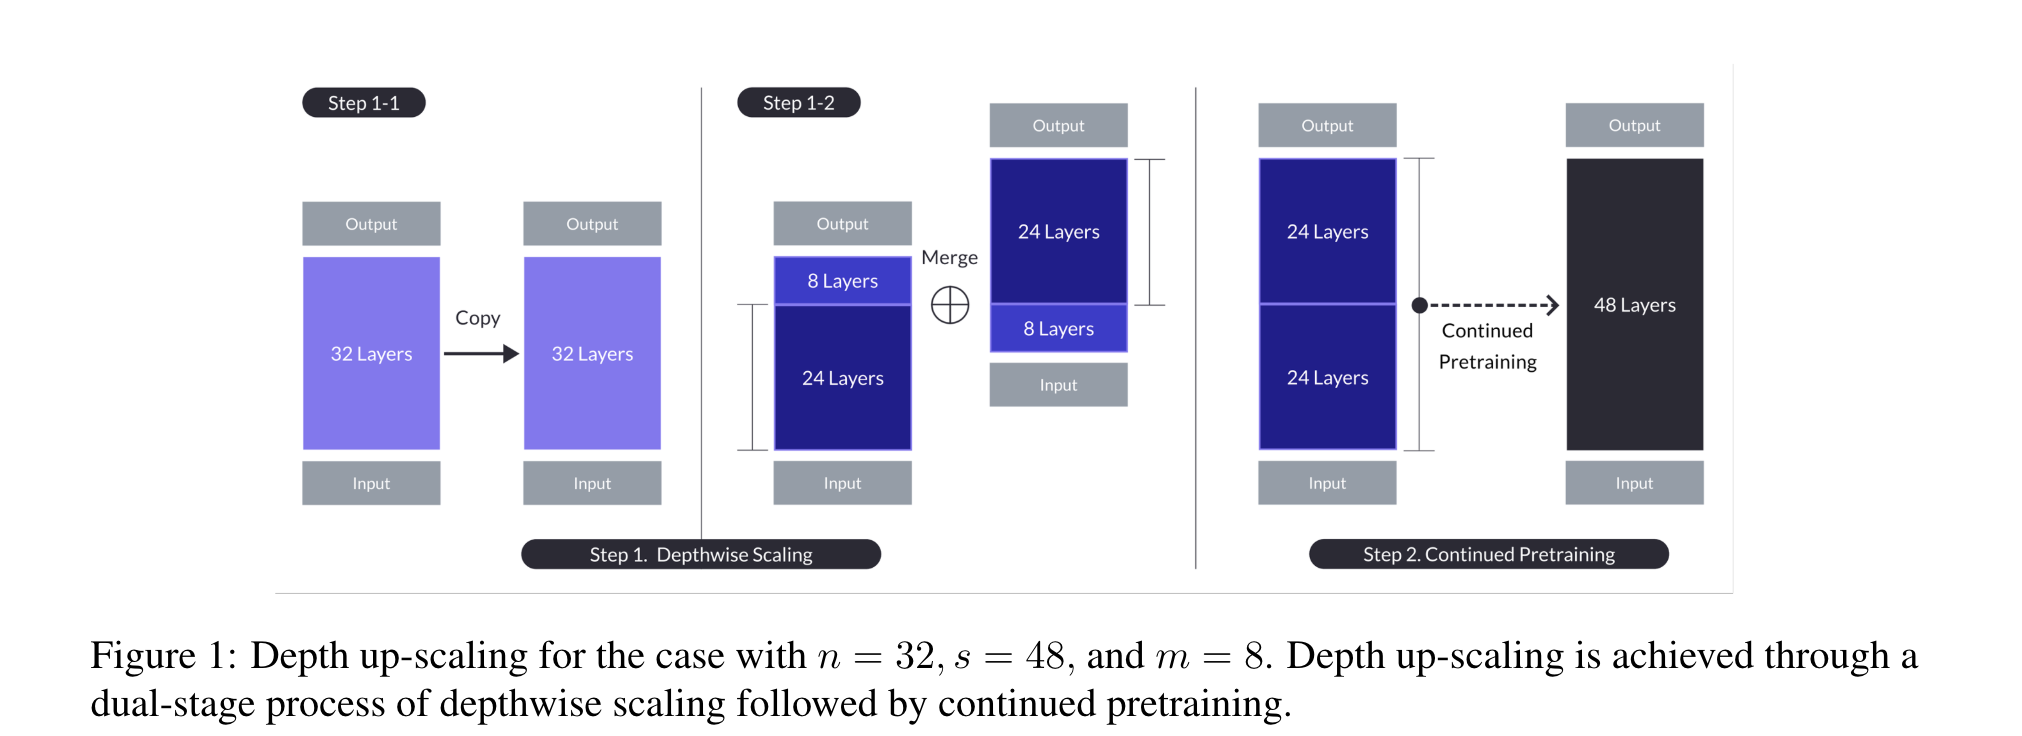 Step 1-1
Output
32 Layers
Input
Copy
Output
32 Layers
Input
Step 1-2
Output
8 Layers
24 Layers
Input
Merge
Output
24 Layers
8 Layers
Input
Step 1. Depthwise Scaling
Output
24 Layers
24 Layers
Input
Continued
Pretraining
Output
48 Layers
Input
Step 2. Continued Pretraining
Figure 1: Depth up-scaling for the case with n = 32, s = 48, and m = 8. Depth up-scaling is achieved through a
dual-stage process of depthwise scaling followed by continued pretraining.